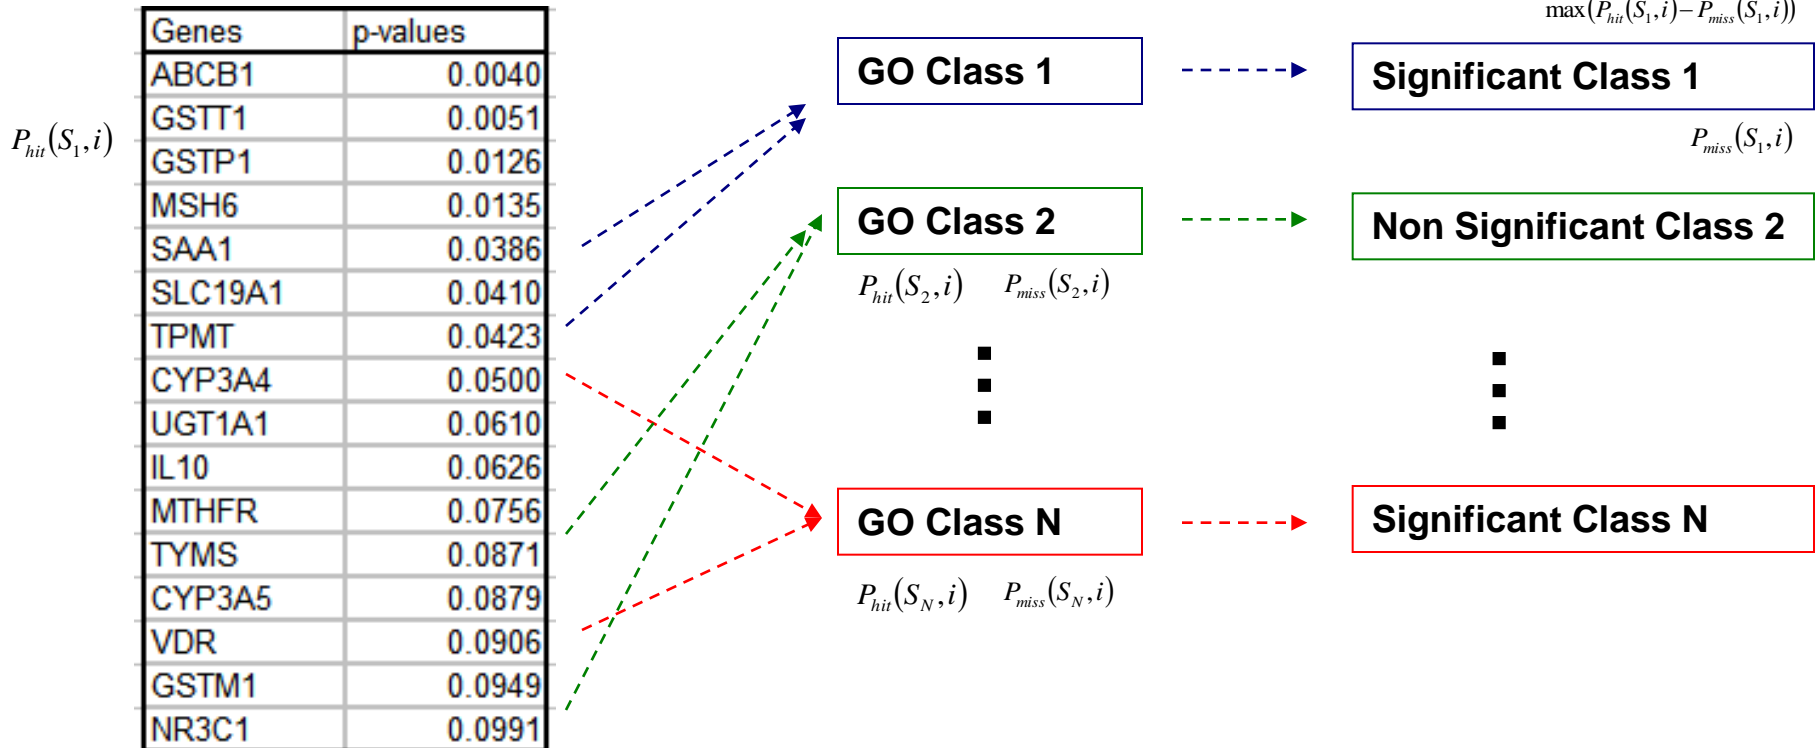 max(P_hit(S_1,i) – P_miss(S_1,i))
Genes p-values
ABCB1 0.0040
GSTT1 0.0051
GSTP1 0.0126
MSH6 0.0135
SAA1 0.0386
SLC19A1 0.0410
TPMT 0.0423
CYP3A4 0.0500
UGT1A1 0.0610
IL10 0.0626
MTHFR 0.0756
TYMS 0.0871
CYP3A5 0.0879
VDR 0.0906
GSTM1 0.0949
NR3C1 0.0991
P_hit(S_1,i)
GO Class 1
Significant Class 1
P_miss(S_1,i)
GO Class 2
Non Significant Class 2
P_hit(S_2,i) P_miss(S_2,i)
GO Class N
Significant Class N
P_hit(S_N,i) P_miss(S_N,i)